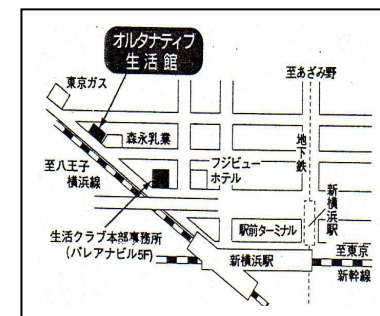 オルタナティブ
生活館
東京ガス
至あざみ野
森永乳業
地下鉄
至八王子
横浜線
フジビュー
ホテル
新横浜駅
生活クラブ本部事務所
(パレアナビル5F)
駅前ターミナル
新横浜駅
至東京
新幹線